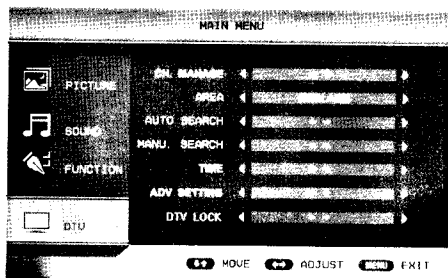 MAIN MENU
PICTURE
SOUND
FUNCTION
DTV
CH. MANAGE
AREA
AUTO SEARCH
MANU. SEARCH
TIME
ADV SETTING
DTV LOCK
MOVE
ADJUST
MENU EXIT